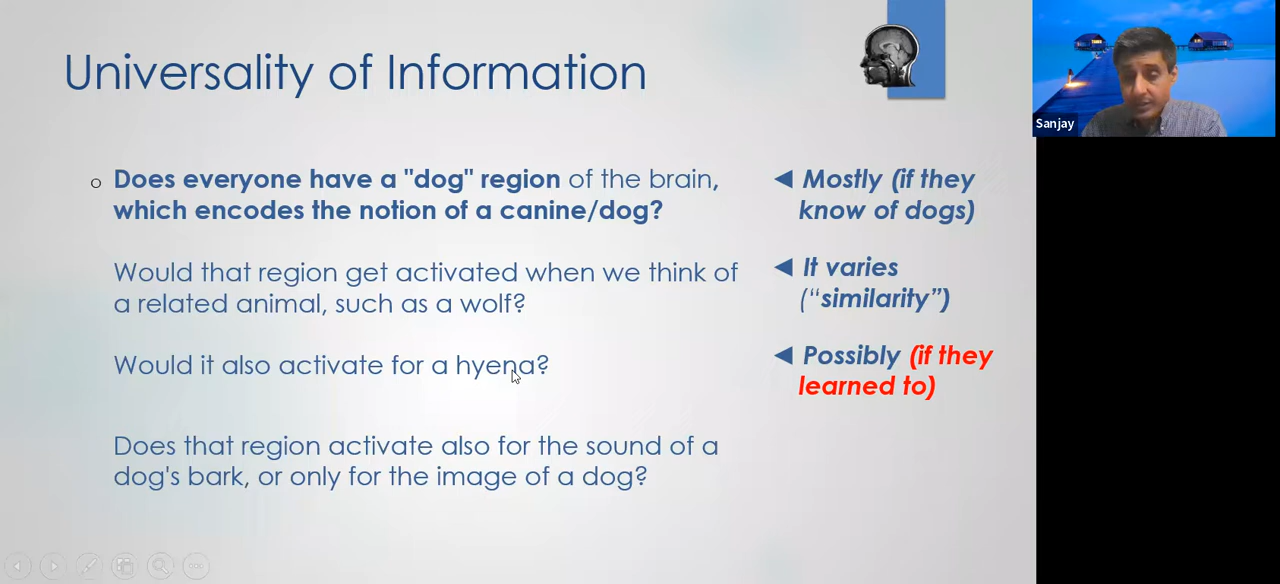 Universality of Information
Sanjay
o Does everyone have a "dog" region of the brain,
which encodes the notion of a canine/dog?
◄ Mostly (if they
know of dogs)
Would that region get activated when we think of
a related animal, such as a wolf?
◄ It varies
(“similarity”)
Would it also activate for a hyena?
◄ Possibly (if they
learned to)
Does that region activate also for the sound of a
dog's bark, or only for the image of a dog?